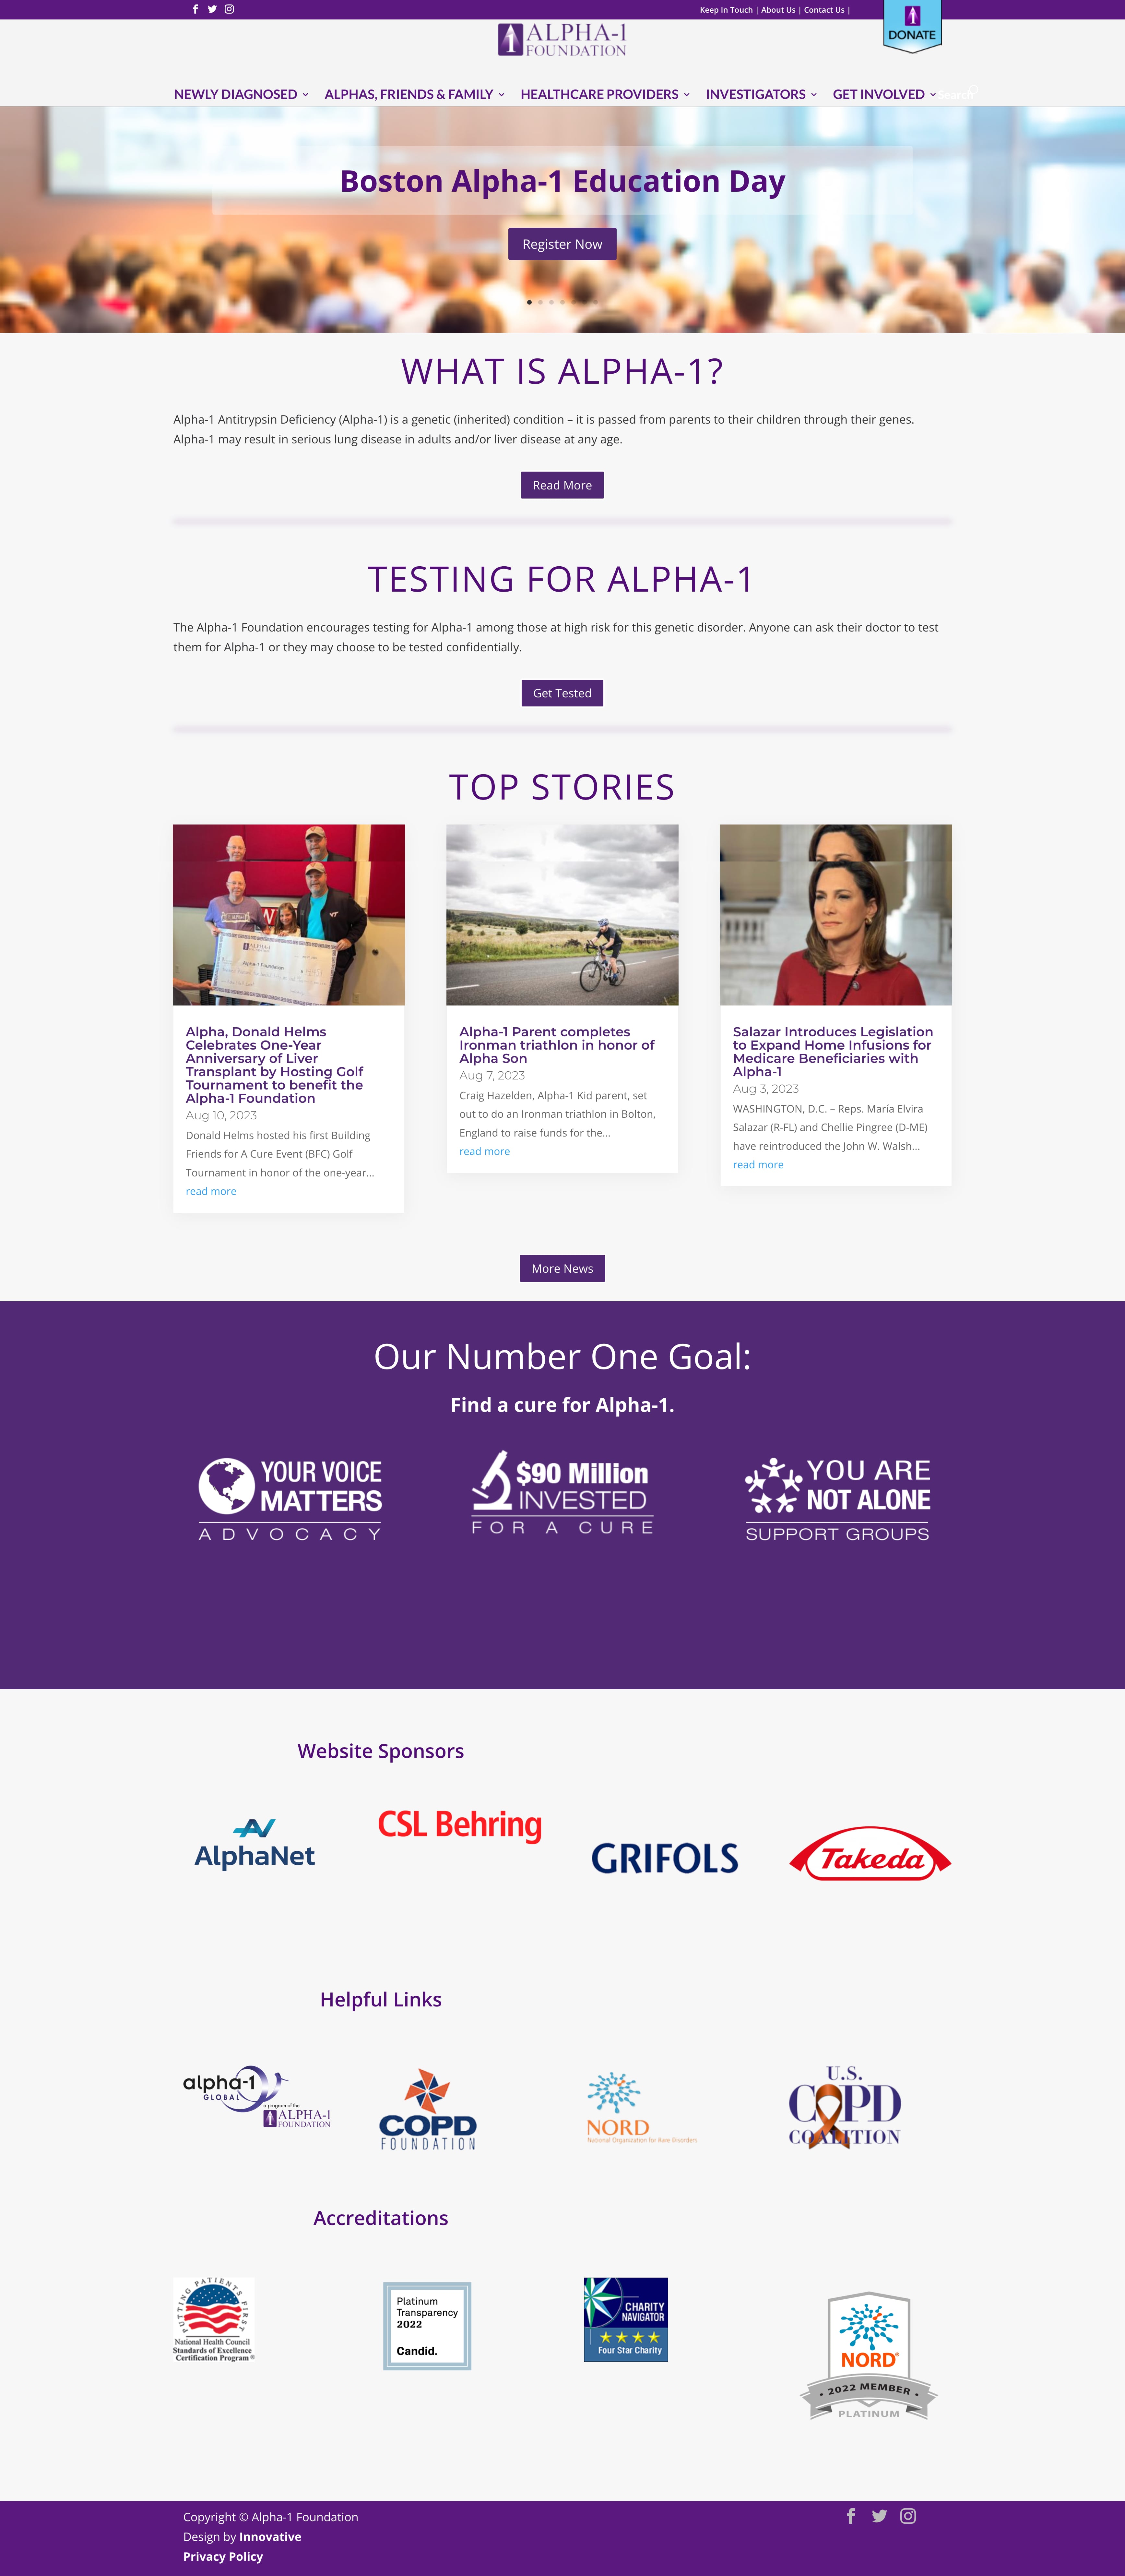 Keep In Touch | About Us | Contact Us |
DONATE
ALPHA-1
FOUNDATION
NEWLY DIAGNOSED
ALPHAS, FRIENDS & FAMILY
HEALTHCARE PROVIDERS
INVESTIGATORS
GET INVOLVED
Search
Boston Alpha-1 Education Day
Register Now
WHAT IS ALPHA-1?
Alpha-1 Antitrypsin Deficiency (Alpha-1) is a genetic (inherited) condition – it is passed from parents to their children through their genes.
Alpha-1 may result in serious lung disease in adults and/or liver disease at any age.
Read More
TESTING FOR ALPHA-1
The Alpha-1 Foundation encourages testing for Alpha-1 among those at high risk for this genetic disorder. Anyone can ask their doctor to test
them for Alpha-1 or they may choose to be tested confidentially.
Get Tested
TOP STORIES
Alpha-1 Foundation
VT
Alpha, Donald Helms
Celebrates One-Year
Anniversary of Liver
Transplant by Hosting Golf
Tournament to benefit the
Alpha-1 Foundation
Aug 10, 2023
Donald Helms hosted his first Building
Friends for A Cure Event (BFC) Golf
Tournament in honor of the one-year...
read more
Alpha-1 Parent completes
Ironman triathlon in honor of
Alpha Son
Aug 7, 2023
Craig Hazelden, Alpha-1 Kid parent, set
out to do an Ironman triathlon in Bolton,
England to raise funds for the...
read more
Salazar Introduces Legislation
to Expand Home Infusions for
Medicare Beneficiaries with
Alpha-1
Aug 3, 2023
WASHINGTON, D.C. – Reps. María Elvira
Salazar (R-FL) and Chellie Pingree (D-ME)
have reintroduced the John W. Walsh...
read more
More News
Our Number One Goal:
Find a cure for Alpha-1.
YOUR VOICE
MATTERS
ADVOCACY
$90 Million
INVESTED
FOR A CURE
YOU ARE
NOT ALONE
SUPPORT GROUPS
Website Sponsors
AlphaNet
CSL Behring
GRIFOLS
Takeda
Helpful Links
alpha-1
GLOBAL
a program of the
ALPHA-1
FOUNDATION
COPD
FOUNDATION
NORD
National Organization for Rare Disorders
U.S.
COPD
COALITION
Accreditations
PUTTING PATIENTS FIRST
National Health Council
Standards of Excellence
Certification Program®
Platinum
Transparency
2022
Candid.
CHARITY
NAVIGATOR
Four Star Charity
NORD®
• 2022 MEMBER •
PLATINUM
Copyright © Alpha-1 Foundation
Design by Innovative
Privacy Policy